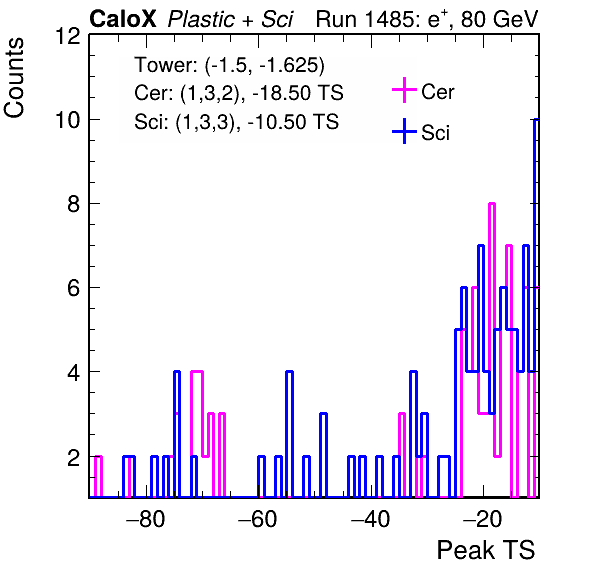 CaloX Plastic + Sci Run 1485: e⁺, 80 GeV
Counts
12
10
8
6
4
2
Tower: (-1.5, -1.625)
Cer: (1,3,2), -18.50 TS
Sci: (1,3,3), -10.50 TS
Cer
Sci
−80 −60 −40 −20
Peak TS